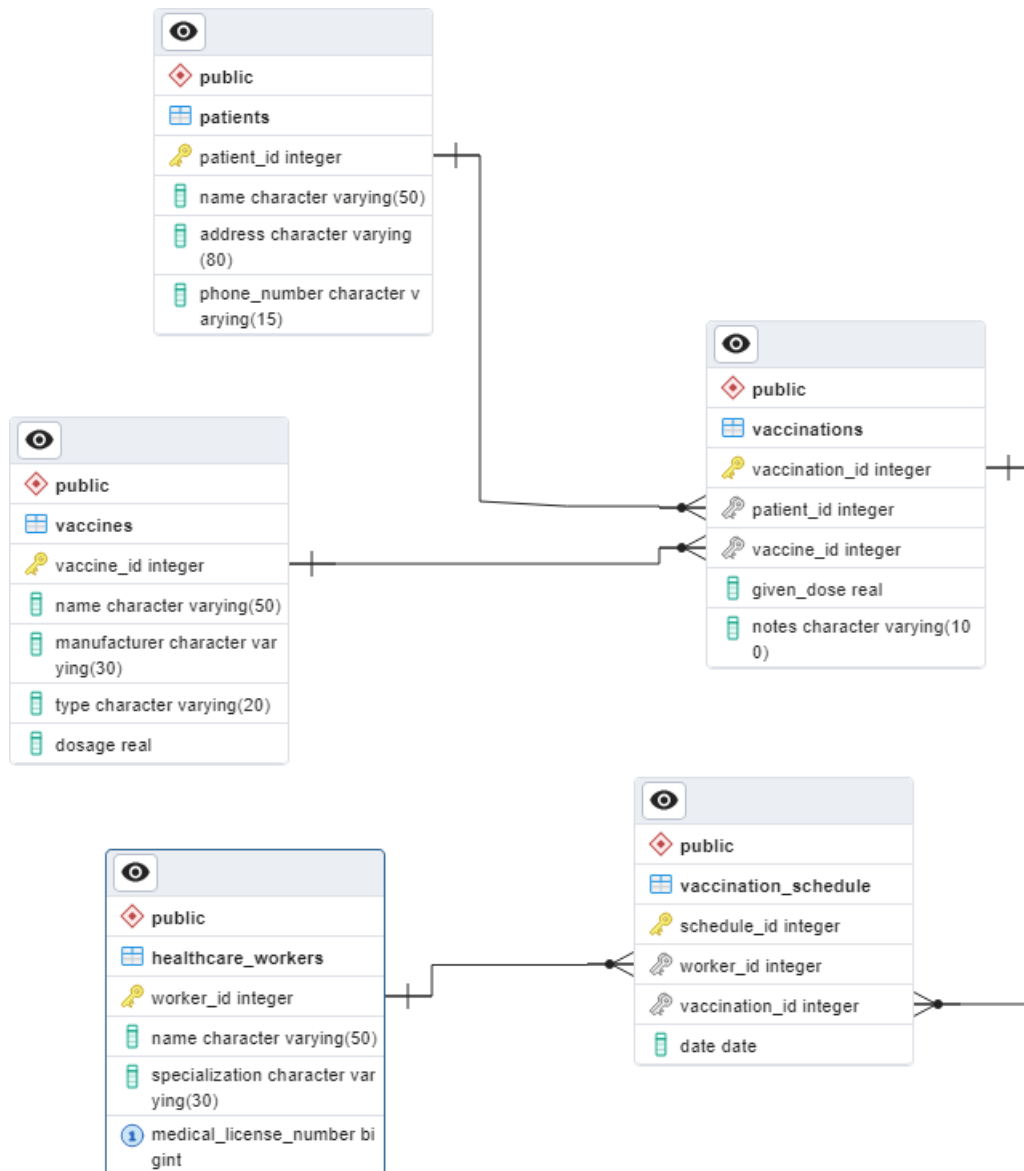 public
patients
patient_id integer
name character varying(50)
address character varying
(80)
phone_number character v
arying(15)
public
vaccines
vaccine_id integer
name character varying(50)
manufacturer character var
ying(30)
type character varying(20)
dosage real
public
vaccinations
vaccination_id integer
patient_id integer
vaccine_id integer
given_dose real
notes character varying(10
0)
public
healthcare_workers
worker_id integer
name character varying(50)
specialization character var
ying(30)
1
medical_license_number bi
gint
public
vaccination_schedule
schedule_id integer
worker_id integer
vaccination_id integer
date date